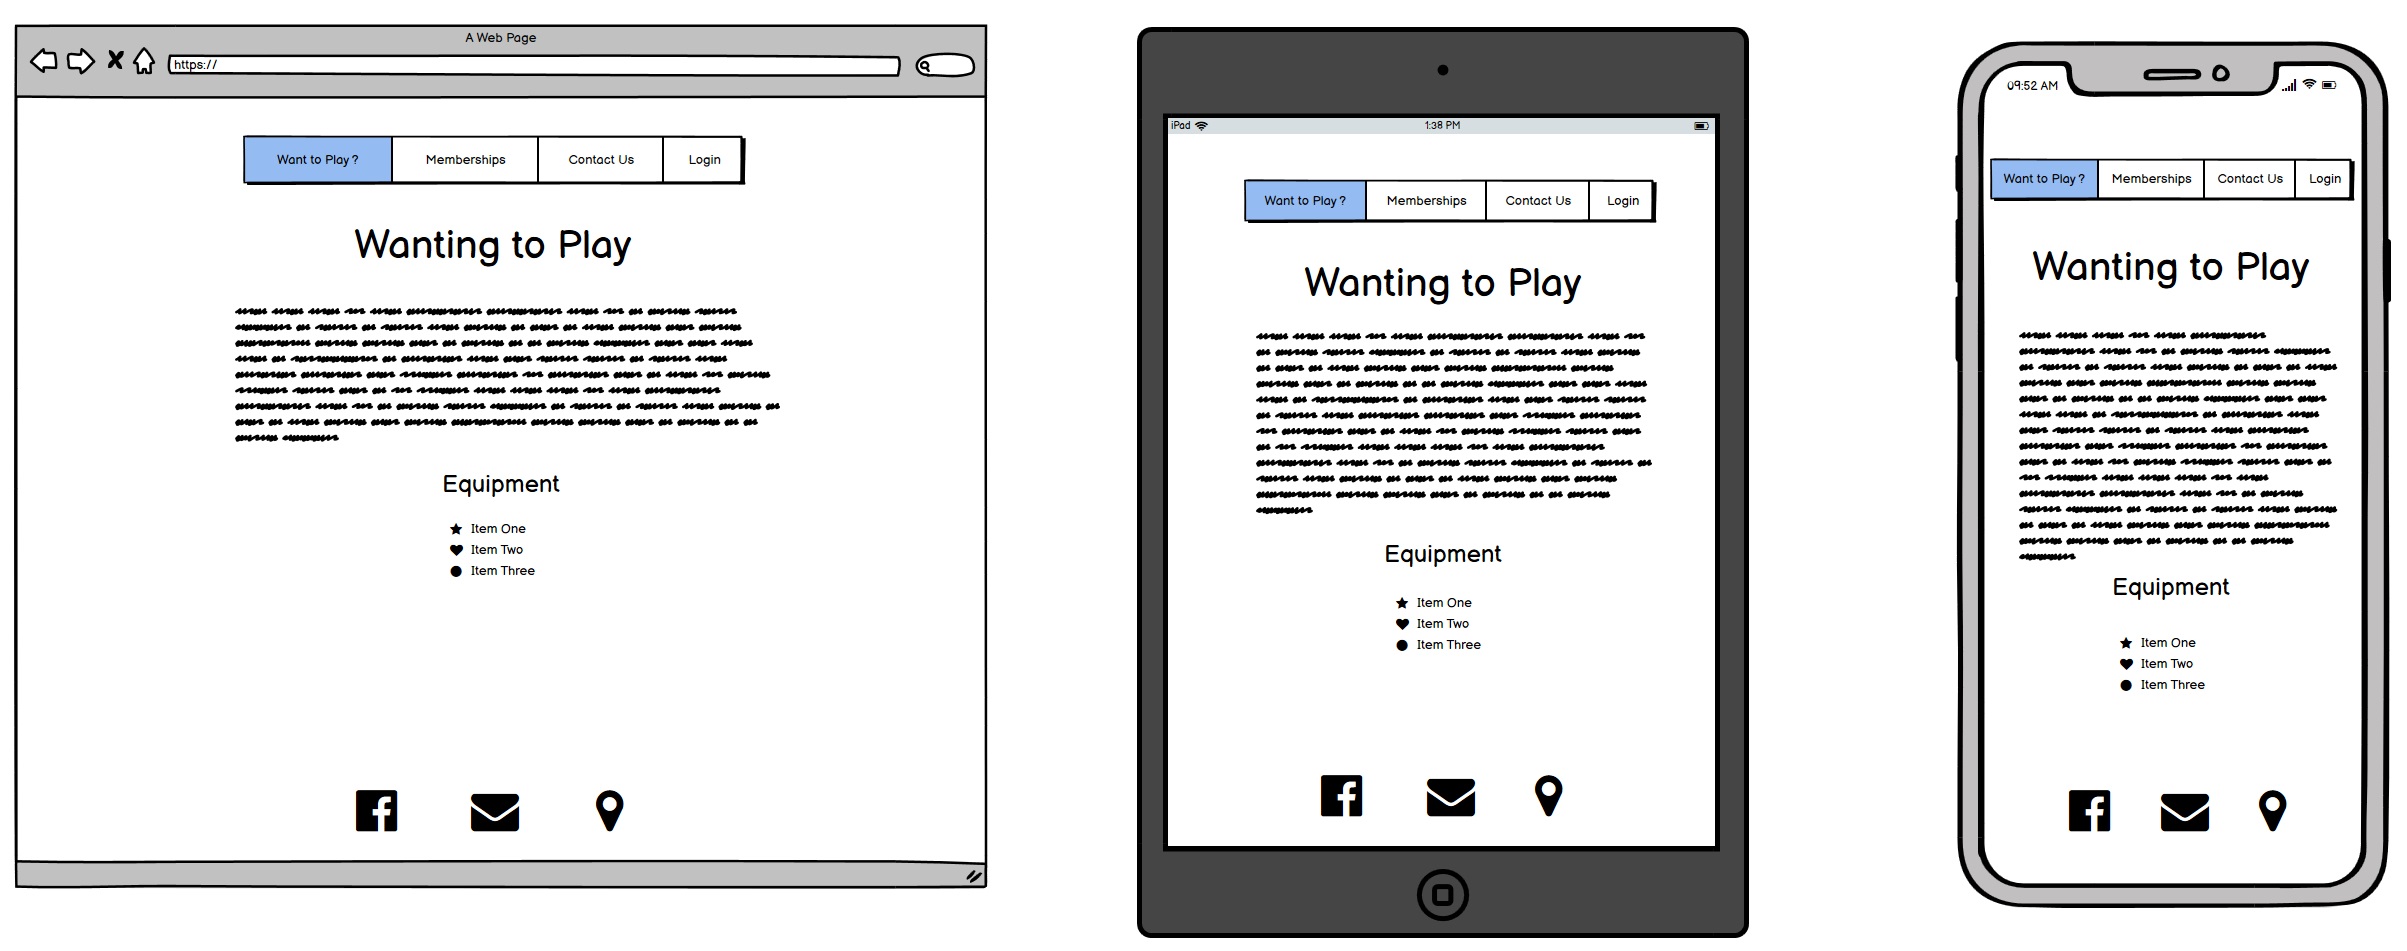 A Web Page
https://
Want to Play ?
Memberships
Contact Us
Login
Wanting to Play
Equipment
Item One
Item Two
Item Three
iPad
1:38 PM
Want to Play ?
Memberships
Contact Us
Login
Wanting to Play
Equipment
Item One
Item Two
Item Three
09:52 AM
Want to Play ?
Memberships
Contact Us
Login
Wanting to Play
Equipment
Item One
Item Two
Item Three